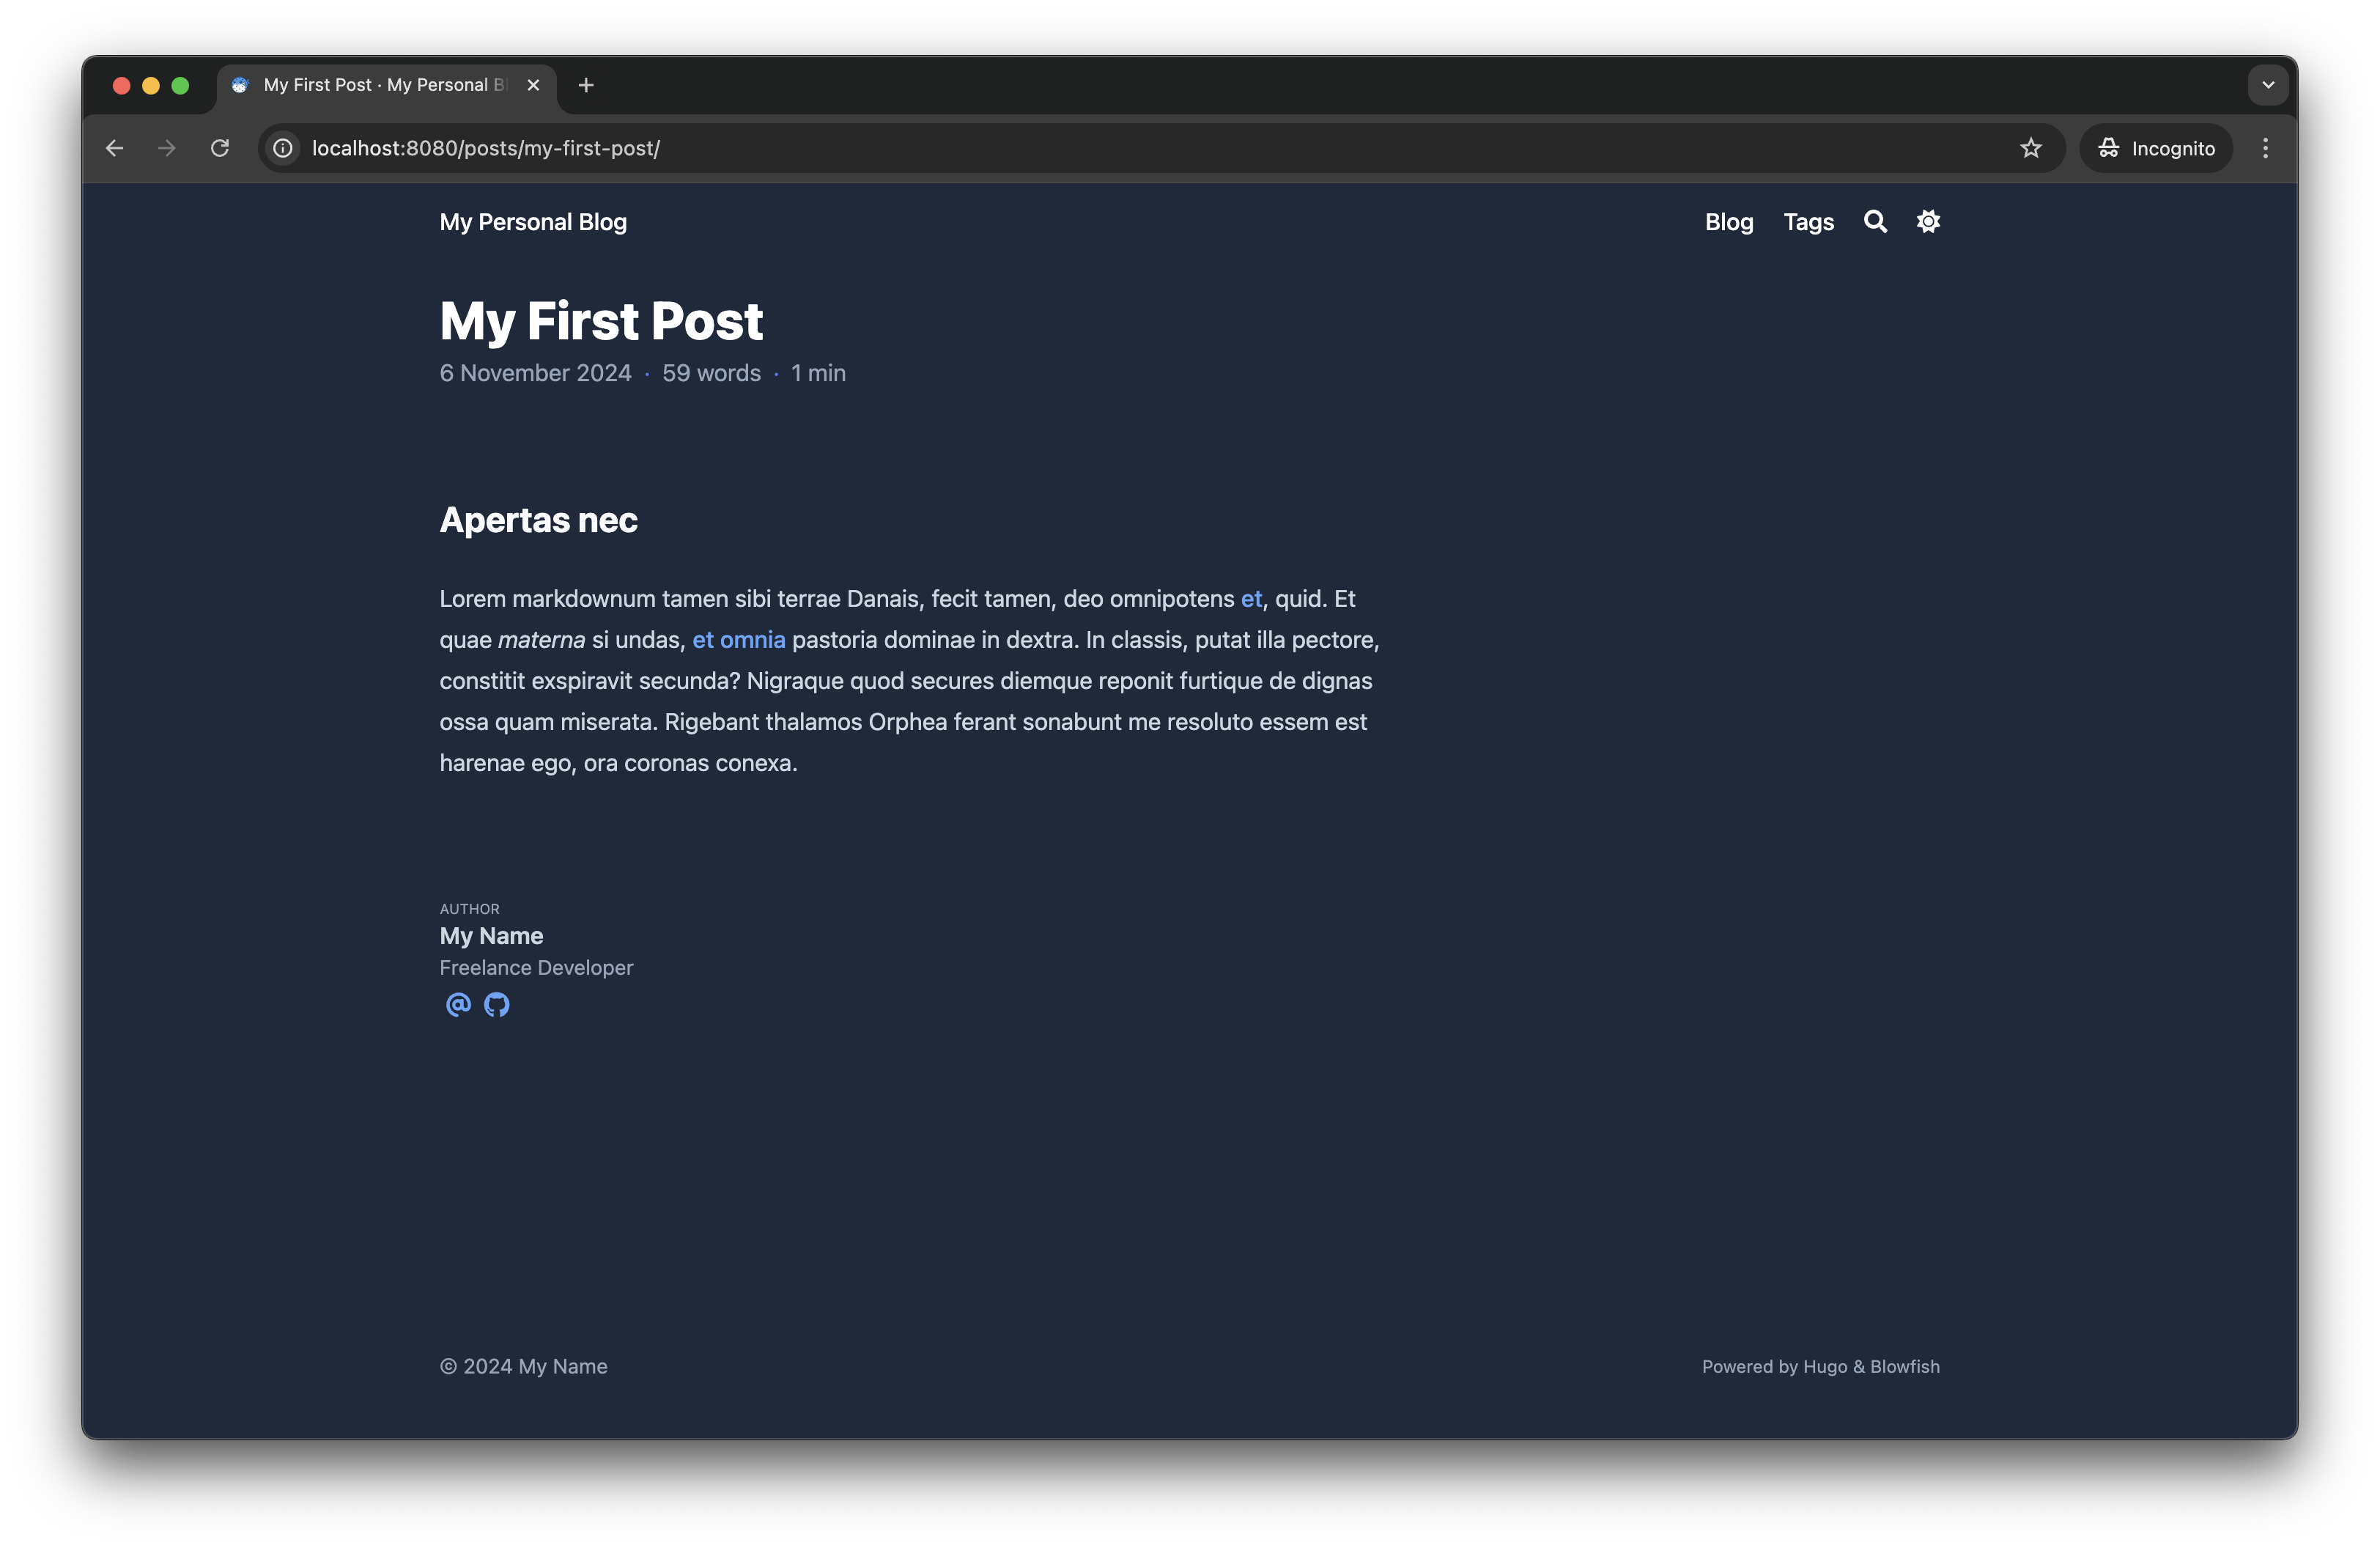 My First Post · My Personal B
localhost:8080/posts/my-first-post/
Incognito
My Personal Blog
Blog Tags
My First Post
6 November 2024 · 59 words · 1 min
Apertas nec
Lorem markdownum tamen sibi terrae Danais, fecit tamen, deo omnipotens et, quid. Et
quae materna si undas, et omnia pastoria dominae in dextra. In classis, putat illa pectore,
constitit exspiravit secunda? Nigraque quod secures diemque reponit furtique de dignas
ossa quam miserata. Rigebant thalamos Orphea ferant sonabunt me resoluto essem est
harenae ego, ora coronas conexa.
AUTHOR
My Name
Freelance Developer
© 2024 My Name
Powered by Hugo & Blowfish